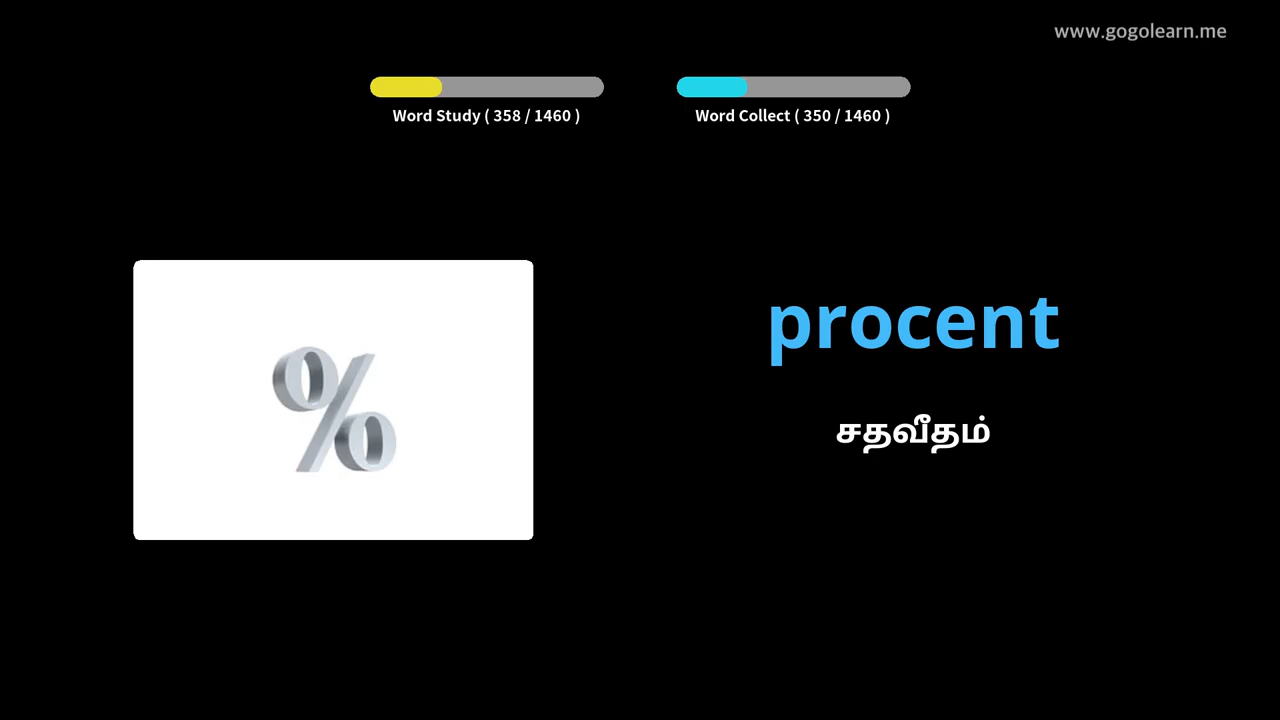 www.gogolearn.me
Word Study ( 358 / 1460 )
Word Collect ( 350 / 1460 )
%
procent
சதவீதம்